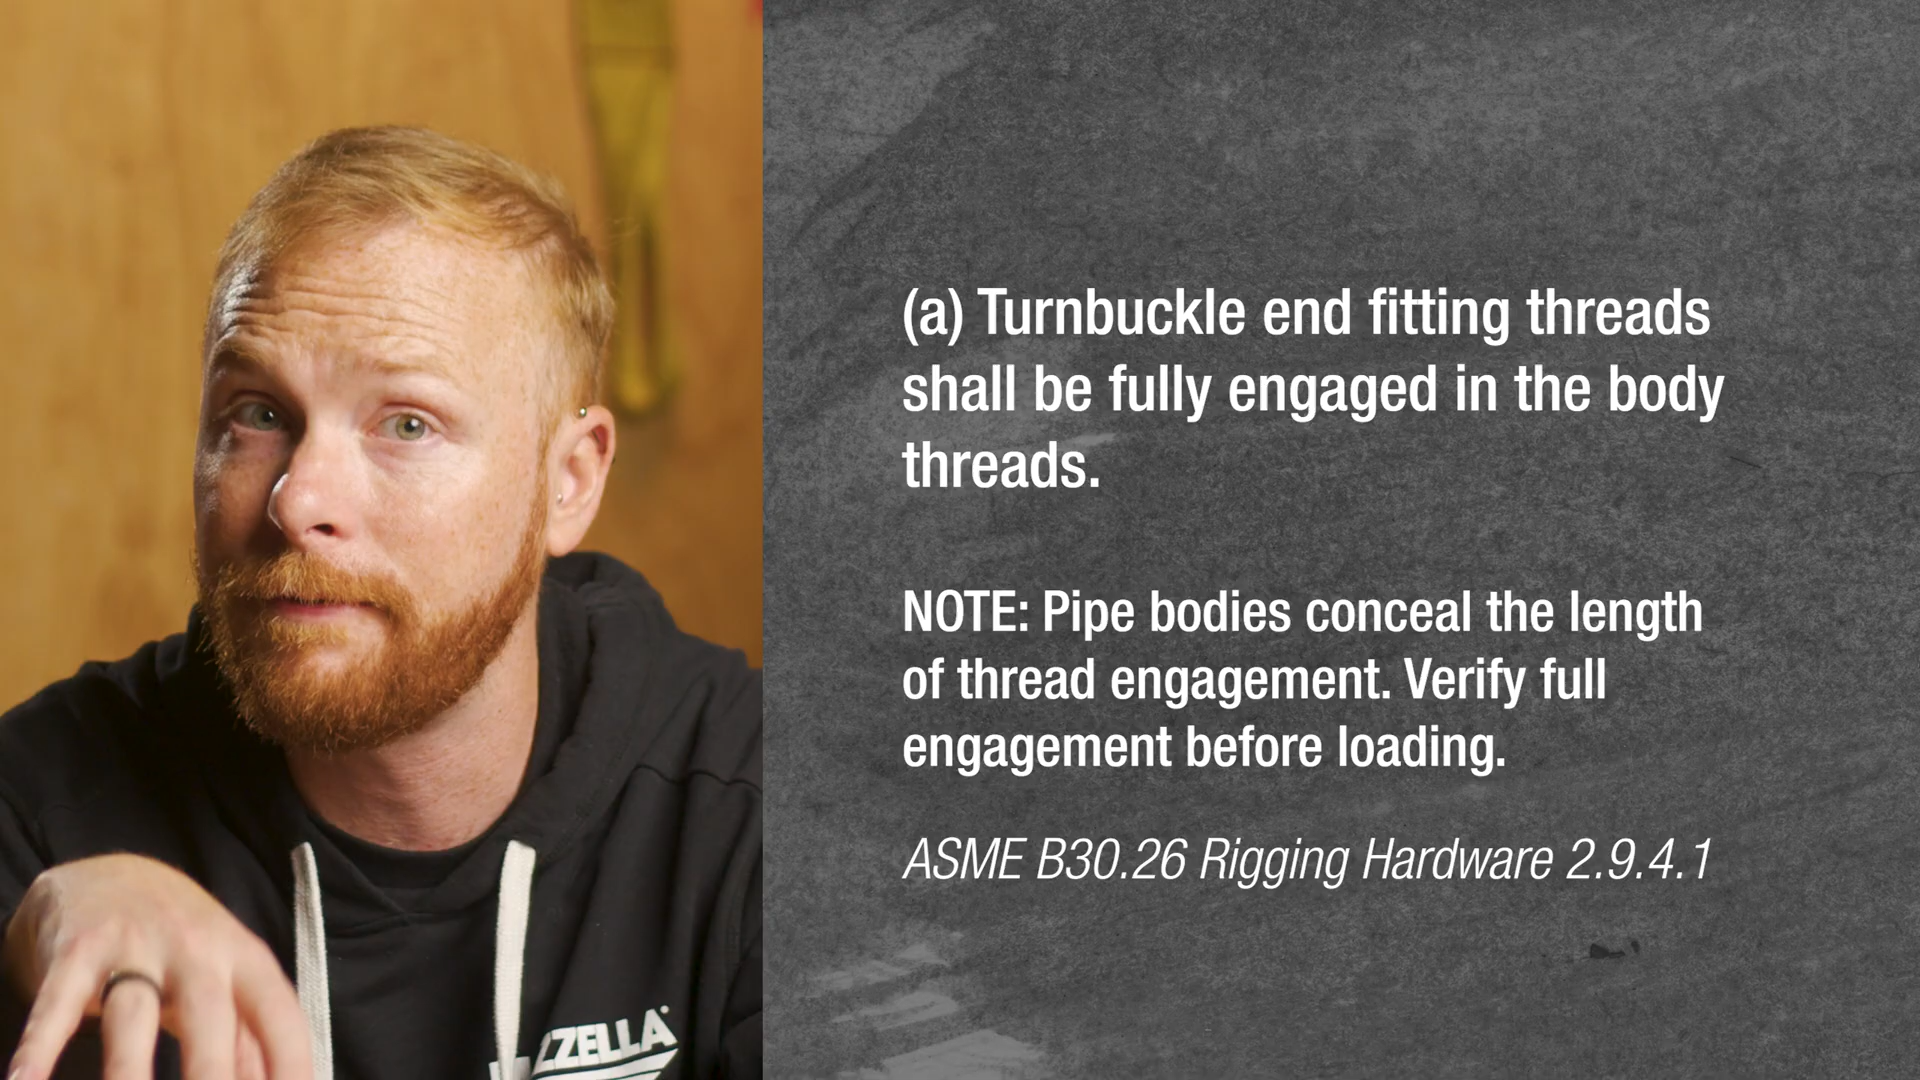 (a) Turnbuckle end fitting threads
shall be fully engaged in the body
threads.
NOTE: Pipe bodies conceal the length
of thread engagement. Verify full
engagement before loading.
ASME B30.26 Rigging Hardware 2.9.4.1